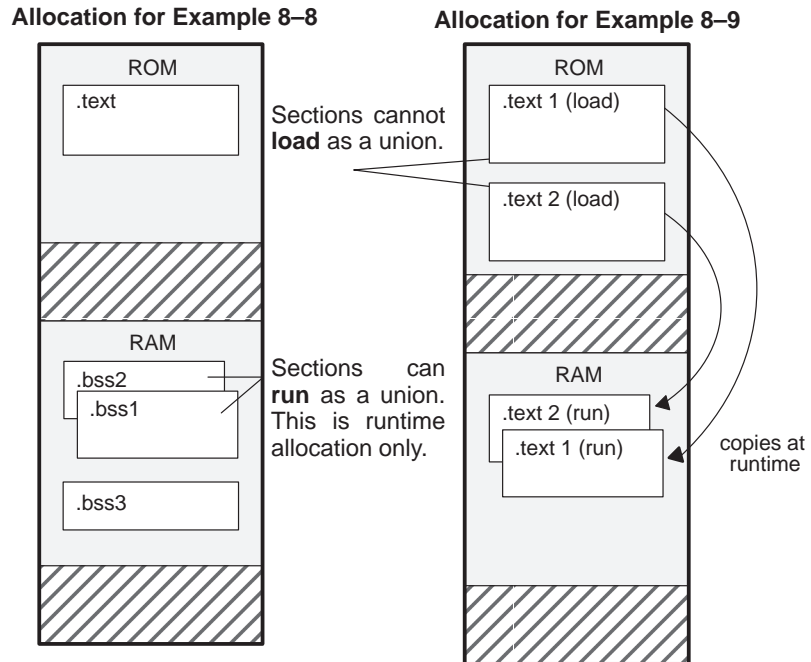 Allocation for Example 8–8
ROM
.text
Sections cannot
load as a union.
RAM
.bss2
.bss1
Sections can
run as a union.
This is runtime
allocation only.
.bss3
Allocation for Example 8–9
ROM
.text 1 (load)
.text 2 (load)
RAM
.text 2 (run)
.text 1 (run)
copies at
runtime